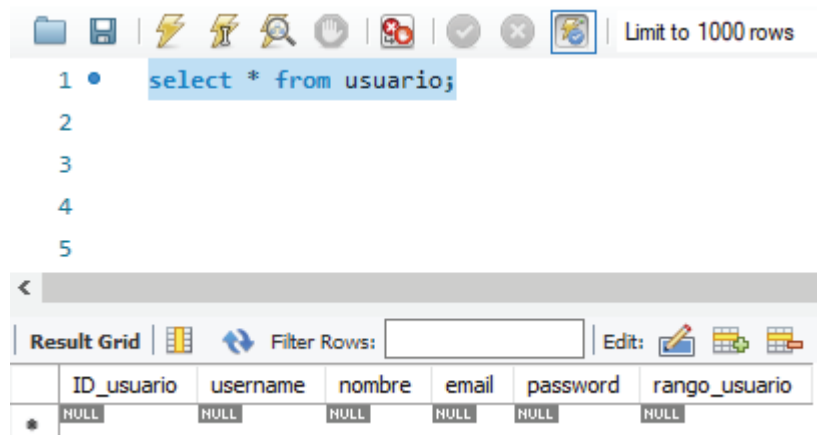 Limit to 1000 rows
1 select * from usuario;
2
3
4
5
Result Grid Filter Rows: Edit:
ID_usuario username nombre email password rango_usuario
* NULL NULL NULL NULL NULL NULL